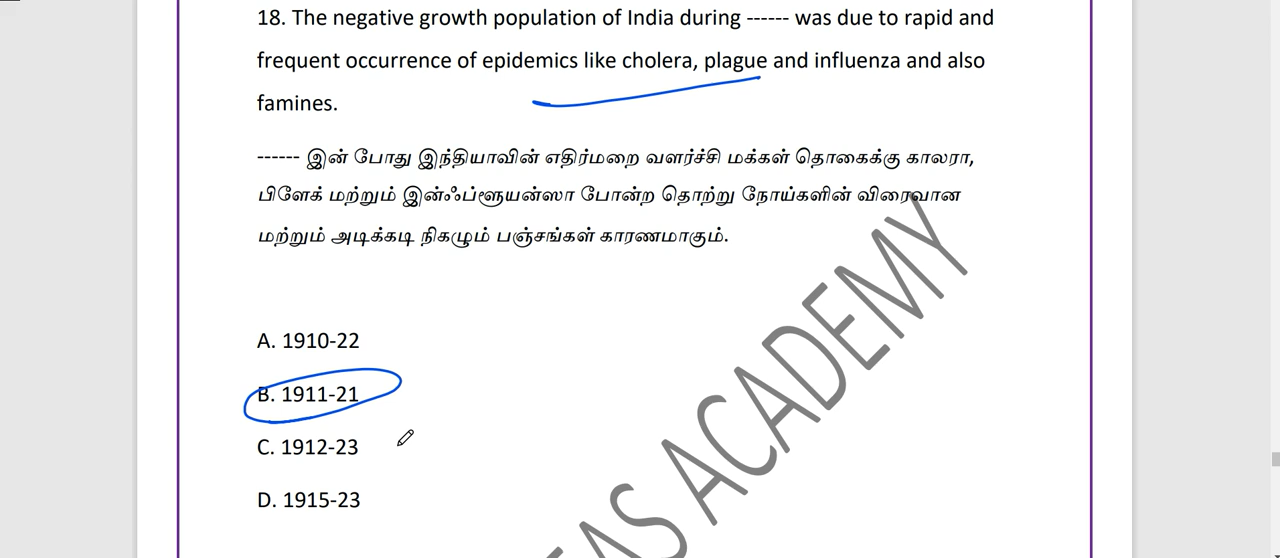 18. The negative growth population of India during ------ was due to rapid and
frequent occurrence of epidemics like cholera, plague and influenza and also
famines.
------ இன் போது இந்தியாவின் எதிர்மறை வளர்ச்சி மக்கள் தொகைக்கு காலரா,
பிளேக் மற்றும் இன்ஃப்ளூயன்ஸா போன்ற தொற்று நோய்களின் விரைவான
மற்றும் அடிக்கடி நிகழும் பஞ்சங்கள் காரணமாகும்.
A. 1910-22
B. 1911-21
C. 1912-23
D. 1915-23
AS ACADEMY